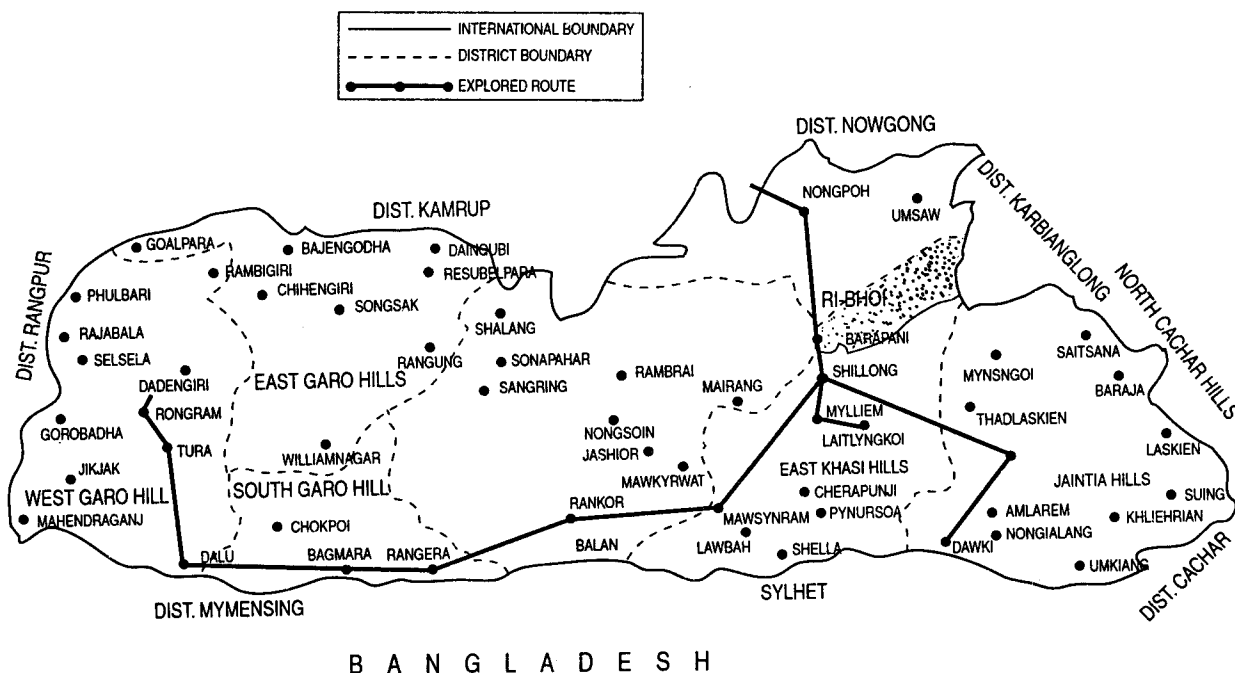 INTERNATIONAL BOUNDARY
DISTRICT BOUNDARY
EXPLORED ROUTE
DIST. NOWGONG
NONGPOH
UMSAW
DIST. KARBIANGLONG
DIST. KAMRUP
GOALPARA
BAJENGODHA
DAINOUBI
RAMBIGIRI
RESUBELPARA
NORTH CACHAR HILLS
DIST. RANGPUR
PHULBARI
CHIHENGIRI
SONGSAK
RI-BHOI
SHALANG
RAJABALA
BARAPANI
SAITSANA
SELSELA
RANGUNG
SONAPAHAR
MYNSNGOI
DADENGIRI
EAST GARO HILLS
SANGRING
RAMBRAI
SHILLONG
BARAJA
MAIRANG
RONGRAM
MYLLIEM
THADLASKIEN
GOROBADHA
NONGSOIN
LAITLYNGKOI
TURA
WILLIAMNAGAR
JASHIOR
LASKIEN
JIKJAK
MAWKYRWAT
EAST KHASI HILLS
JAINTIA HILLS
WEST GARO HILL
SOUTH GARO HILL
CHERAPUNJI
SUING
MAHENDRAGANJ
CHOKPOI
RANKOR
MAWSYNRAM
PYNURSOA
AMLAREM
KHLIEHRIAN
NONGIALANG
DALU
BAGMARA
RANGERA
BALAN
LAWBAH
SHELLA
DAWKI
UMKIANG
DIST. CACHAR
DIST. MYMENSING
SYLHET
BANGLADESH